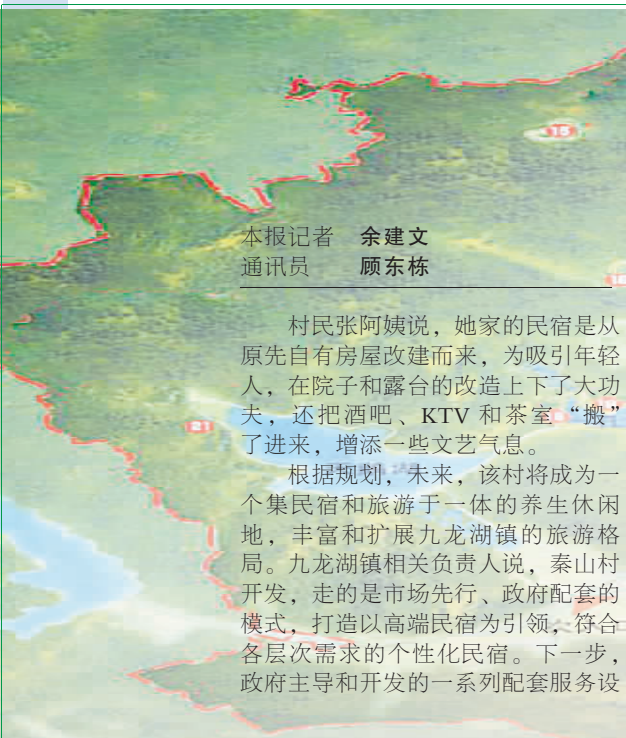 本报记者 余建文
通讯员 顾东栋
村民张阿姨说，她家的民宿是从
原先自有房屋改建而来，为吸引年轻
人，在院子和露台的改造上下了大功
夫，还把酒吧、KTV 和茶室“搬”
了进来，增添一些文艺气息。
根据规划，未来，该村将成为一
个集民宿和旅游于一体的养生休闲
地，丰富和扩展九龙湖镇的旅游格
局。九龙湖镇相关负责人说，秦山村
开发，走的是市场先行、政府配套的
模式，打造以高端民宿为引领，符合
各层次需求的个性化民宿。下一步，
政府主导和开发的一系列配套服务设
15
21